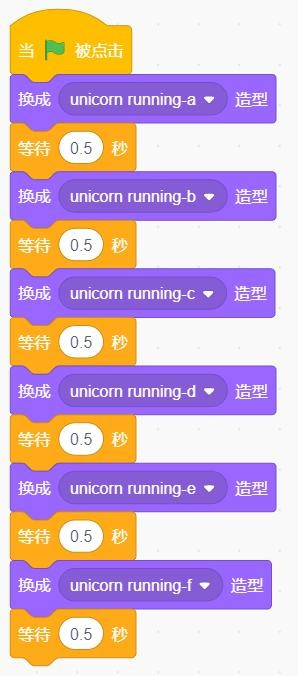 当 被点击
换成 unicorn running-a 造型
等待 0.5 秒
换成 unicorn running-b 造型
等待 0.5 秒
换成 unicorn running-c 造型
等待 0.5 秒
换成 unicorn running-d 造型
等待 0.5 秒
换成 unicorn running-e 造型
等待 0.5 秒
换成 unicorn running-f 造型
等待 0.5 秒